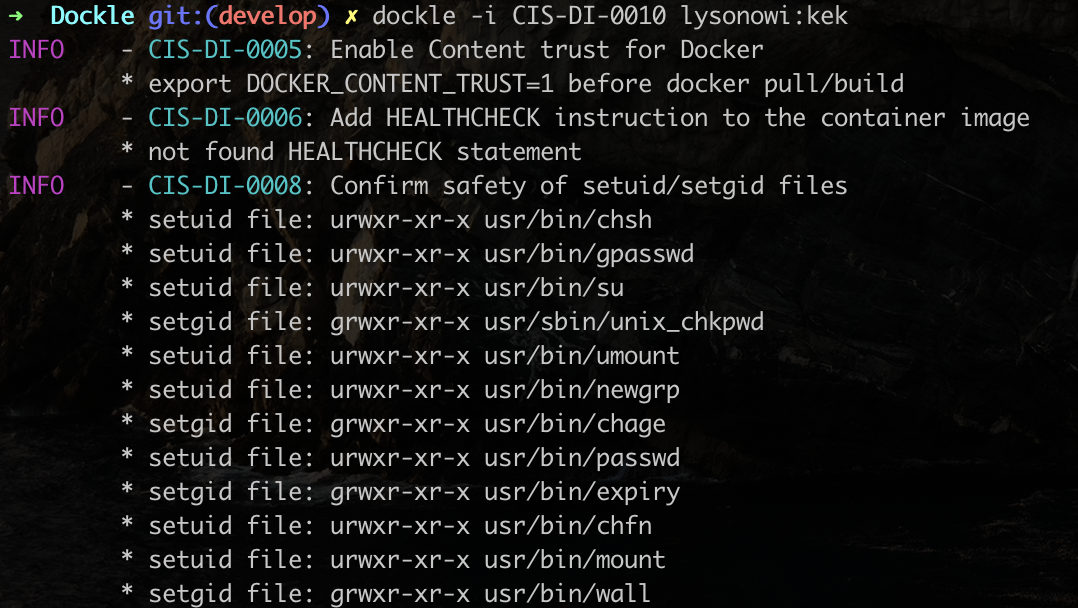 ➜ Dockle git:(develop) ✗ dockle -i CIS-DI-0010 lysonowi:kek
INFO - CIS-DI-0005: Enable Content trust for Docker
* export DOCKER_CONTENT_TRUST=1 before docker pull/build
INFO - CIS-DI-0006: Add HEALTHCHECK instruction to the container image
* not found HEALTHCHECK statement
INFO - CIS-DI-0008: Confirm safety of setuid/setgid files
* setuid file: urwxr-xr-x usr/bin/chsh
* setuid file: urwxr-xr-x usr/bin/gpasswd
* setuid file: urwxr-xr-x usr/bin/su
* setgid file: grwxr-xr-x usr/sbin/unix_chkpwd
* setuid file: urwxr-xr-x usr/bin/umount
* setuid file: urwxr-xr-x usr/bin/newgrp
* setgid file: grwxr-xr-x usr/bin/chage
* setuid file: urwxr-xr-x usr/bin/passwd
* setgid file: grwxr-xr-x usr/bin/expiry
* setuid file: urwxr-xr-x usr/bin/chfn
* setuid file: urwxr-xr-x usr/bin/mount
* setgid file: grwxr-xr-x usr/bin/wall